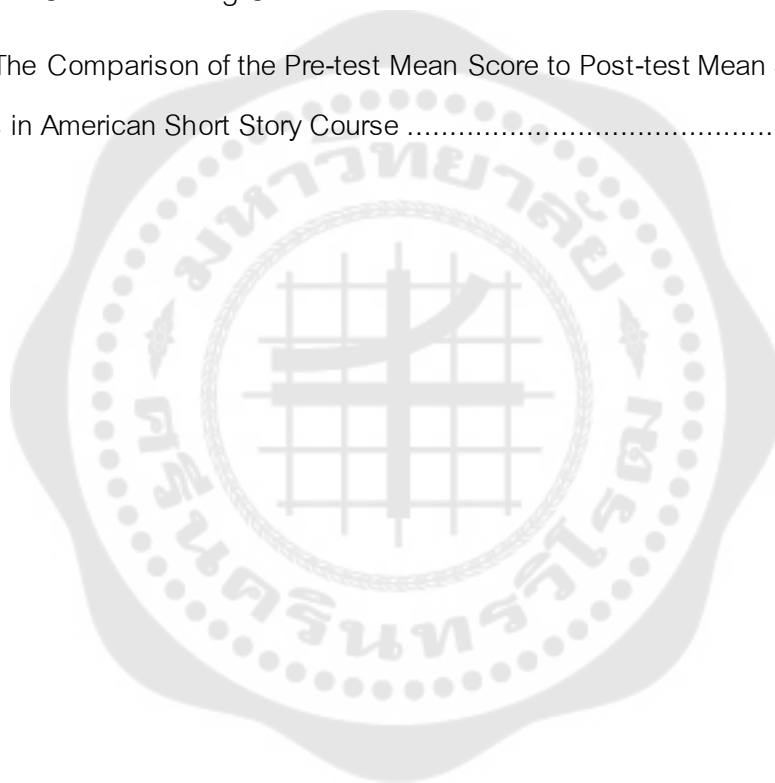 The Comparison of the Pre-test Mean Score to Post-test Mean
in American Short Story Course ..........................................
มหาวิทยาลัย
ศรีนครินทรวิโรฒ